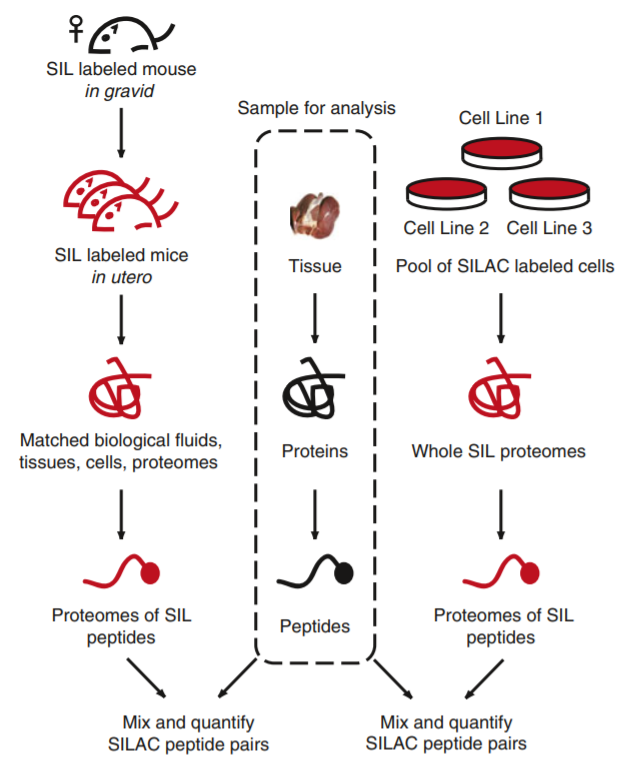 SIL labeled mouse
in gravid
SIL labeled mice
in utero
Matched biological fluids,
tissues, cells, proteomes
Proteomes of SIL
peptides
Sample for analysis
Tissue
Proteins
Peptides
Cell Line 1
Cell Line 2
Cell Line 3
Pool of SILAC labeled cells
Whole SIL proteomes
Proteomes of SIL
peptides
Mix and quantify
SILAC peptide pairs
Mix and quantify
SILAC peptide pairs